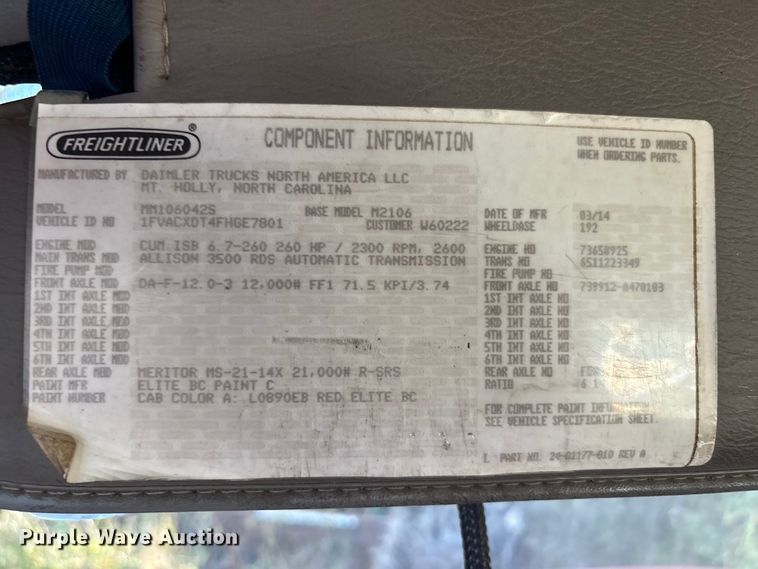 FREIGHTLINER ®
COMPONENT INFORMATION
USE VEHICLE ID NUMBER
WHEN ORDERING PARTS.
MANUFACTURED BY DAIMLER TRUCKS NORTH AMERICA LLC
MT. HOLLY, NORTH CAROLINA
MODEL MM106042S BASE MODEL M2106 DATE OF MFR 03/14
VEHICLE ID NO 1FVACXDT4FHGE7801 CUSTOMER W60222 WHEELBASE 192
ENGINE MOD CUM ISB 6.7-260 260 HP / 2300 RPM, 2600 ENGINE NO 73658925
MAIN TRANS MOD ALLISON 3500 RDS AUTOMATIC TRANSMISSION TRANS NO 6511223349
FIRE PUMP MOD FIRE PUMP NO
FRONT AXLE MOD DA-F-12.0-3 12,000# FF1 71.5 KPI/3.74 FRONT AXLE NO 739912-A470103
1ST INT AXLE MOD 1ST INT AXLE NO
2ND INT AXLE MOD 2ND INT AXLE NO
3RD INT AXLE MOD 3RD INT AXLE NO
4TH INT AXLE MOD 4TH INT AXLE NO
5TH INT AXLE MOD 5TH INT AXLE NO
6TH INT AXLE MOD 6TH INT AXLE NO
REAR AXLE MOD MERITOR MS-21-14X 21,000# R-SRS REAR AXLE NO
PAINT MFR ELITE BC PAINT C RATIO
PAINT NUMBER CAB COLOR A: L0890EB RED ELITE BC
FOR COMPLETE PAINT INFORMATION
SEE VEHICLE SPECIFICATION SHEET.
L PART NO. 24-01177-010 REV A
Purple Wave Auction